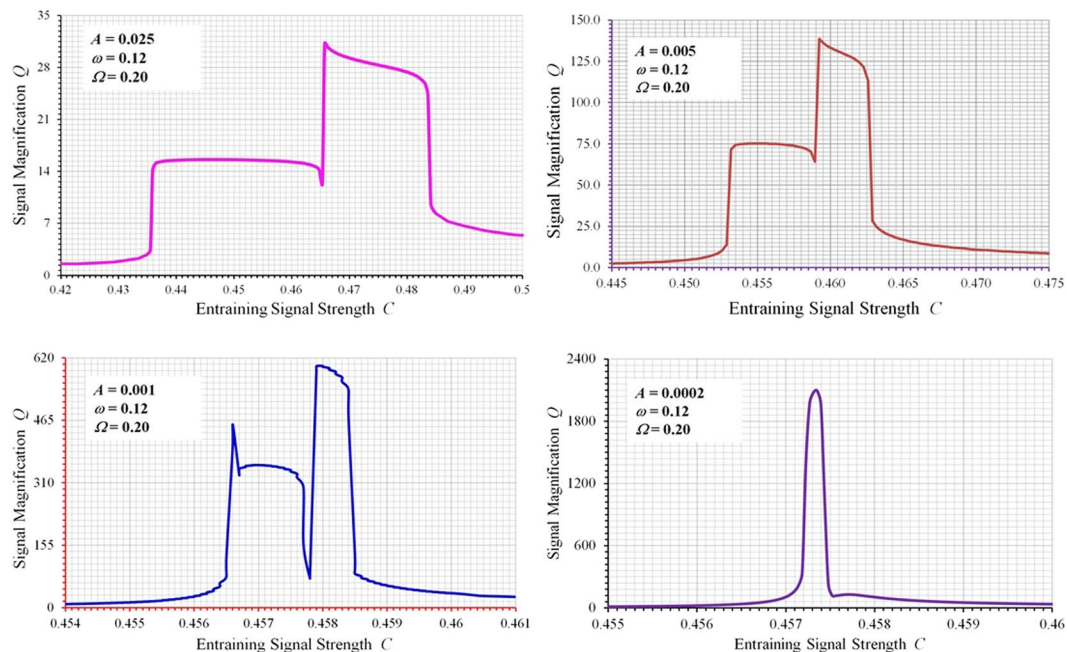 35
28
21
14
7
0
Signal Magnification Q
A = 0.025
ω = 0.12
Ω = 0.20
0.42 0.43 0.44 0.45 0.46 0.47 0.48 0.49 0.5
Entraining Signal Strength C
150.0
125.0
100.0
75.0
50.0
25.0
0.0
Signal Magnification Q
A = 0.005
ω = 0.12
Ω = 0.20
0.445 0.450 0.455 0.460 0.465 0.470 0.475
Entraining Signal Strength C
620
465
310
155
0
Signal Magnification Q
A = 0.001
ω = 0.12
Ω = 0.20
0.454 0.455 0.456 0.457 0.458 0.459 0.46 0.461
Entraining Signal Strength C
2400
1800
1200
600
0
Signal Magnification Q
A = 0.0002
ω = 0.12
Ω = 0.20
0.455 0.456 0.457 0.458 0.459 0.46
Entraining Signal Strength C